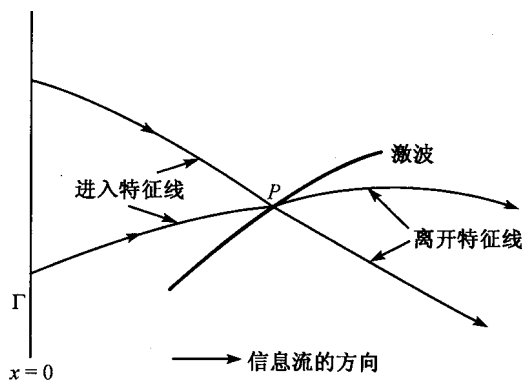 激波
进入特征线
P
离开特征线
Γ
x = 0
信息流的方向